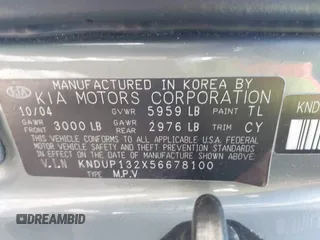 MANUFACTURED IN KOREA BY
KIA KIA MOTORS CORPORATION
10/04 GVWR 5959 LB PAINT TL
GAWR FRONT 3000 LB GAWR REAR 2976 LB TRIM CY
THIS VEHICLE CONFORMS TO ALL APPLICABLE U.S.A. FEDERAL
MOTOR VEHICLE SAFETY AND THEFT PREVENTION STANDARDS
IN EFFECT ON THE DATE OF MANUFACTURE SHOWN ABOVE.
V.I.N KNDUP132X56678100
TYPE M.P.V
KND